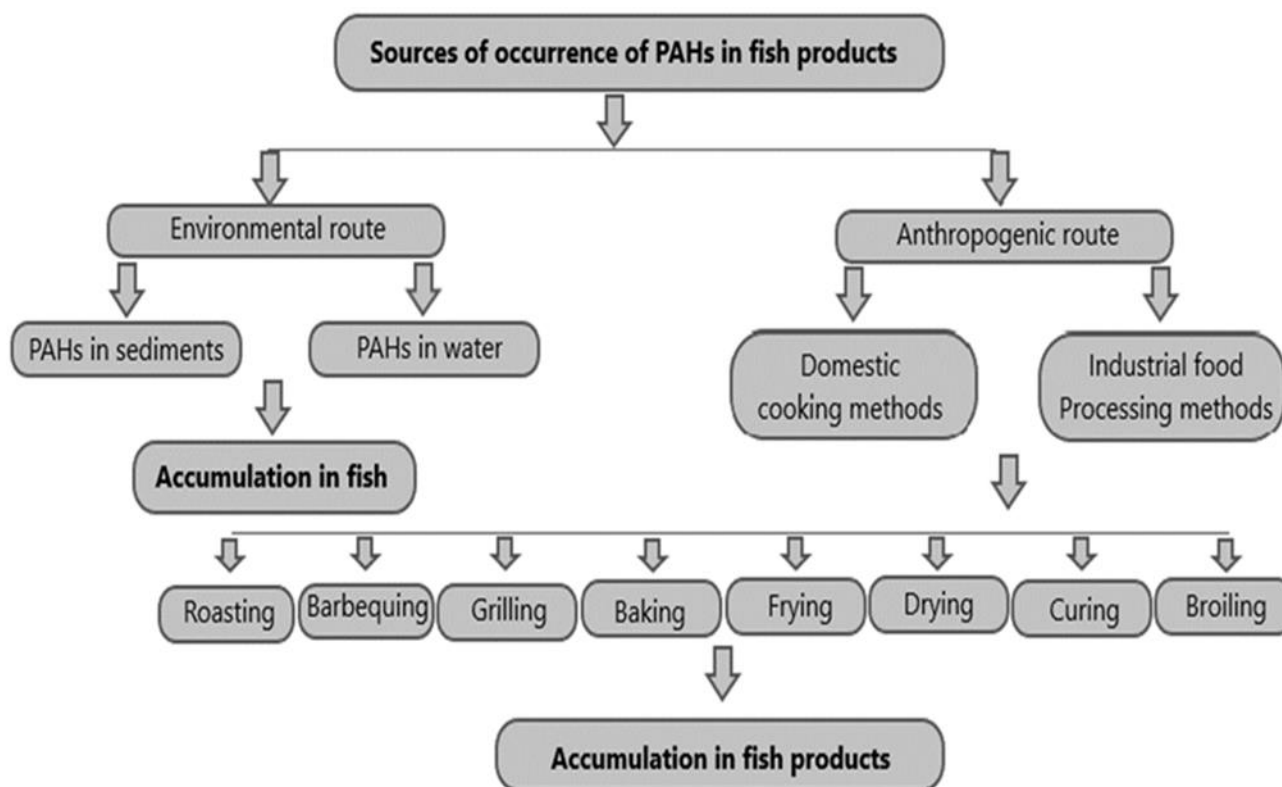 Sources of occurrence of PAHs in fish products
Environmental route
Anthropogenic route
PAHs in sediments
PAHs in water
Domestic
cooking methods
Industrial food
Processing methods
Accumulation in fish
Roasting
Barbequing
Grilling
Baking
Frying
Drying
Curing
Broiling
Accumulation in fish products